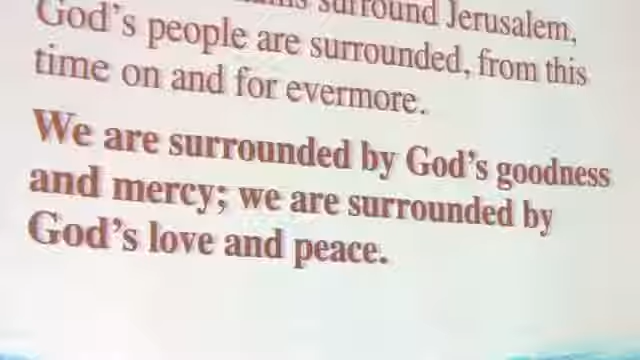 surround Jerusalem,
God's people are surrounded, from this
time on and for evermore.
We are surrounded by God's goodness
and mercy; we are surrounded by
God's love and peace.